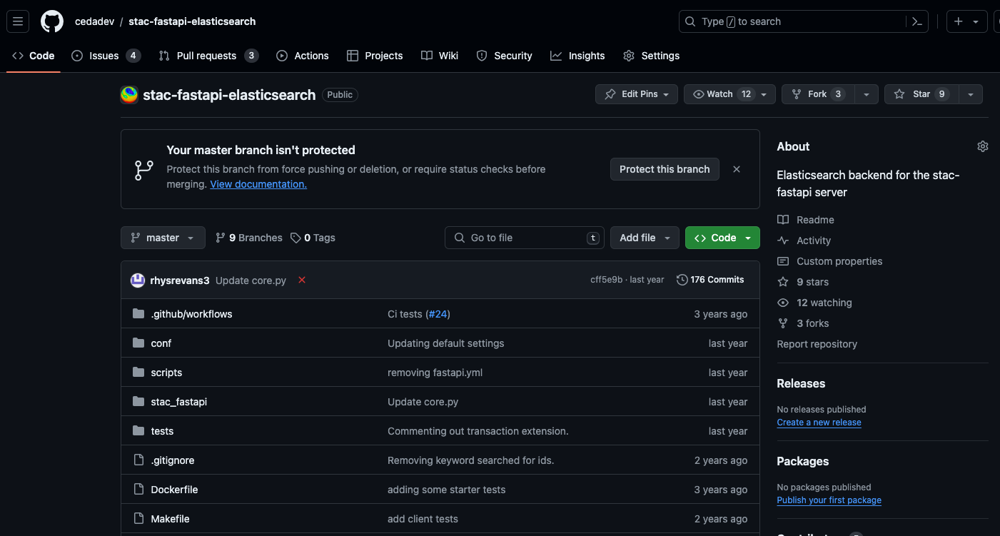 cedadev / stac-fastapi-elasticsearch
Type / to search
Code Issues 4 Pull requests 3 Actions Projects Wiki Security Insights Settings
stac-fastapi-elasticsearch Public
Edit Pins Watch 12 Fork 3 Star 9
Your master branch isn't protected
Protect this branch from force pushing or deletion, or require status checks before
merging. View documentation.
Protect this branch
master 9 Branches 0 Tags
Go to file t
Add file
Code
rhysrevans3 Update core.py
cff5e9b · last year 176 Commits
.github/workflows Ci tests (#24) 3 years ago
conf Updating default settings last year
scripts removing fastapi.yml last year
stac_fastapi Update core.py last year
tests Commenting out transaction extension. last year
.gitignore Removing keyword searched for ids. 2 years ago
Dockerfile adding some starter tests 3 years ago
Makefile add client tests 2 years ago
About
Elasticsearch backend for the stac-
fastapi server
Readme
Activity
Custom properties
9 stars
12 watching
3 forks
Report repository
Releases
No releases published
Create a new release
Packages
No packages published
Publish your first package